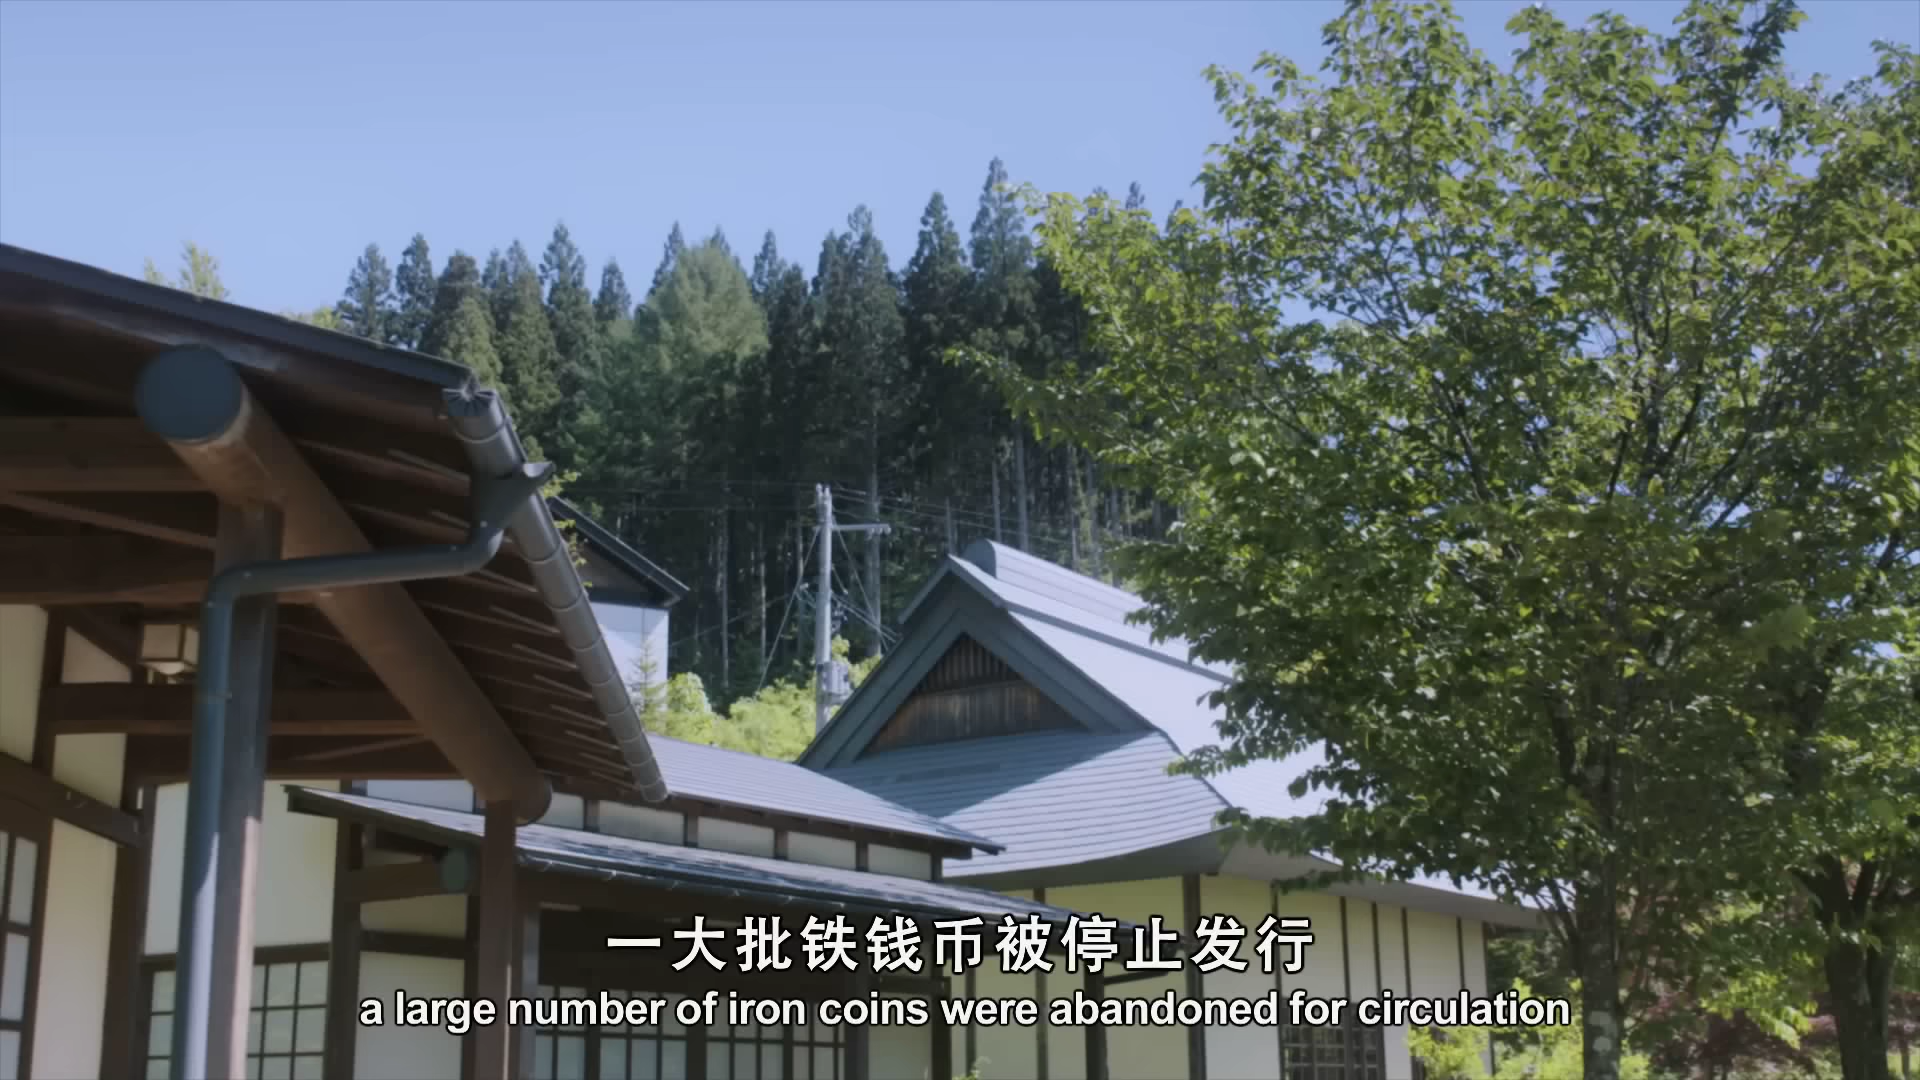 一大批铁钱币被停止发行
a large number of iron coins were abandoned for circulation